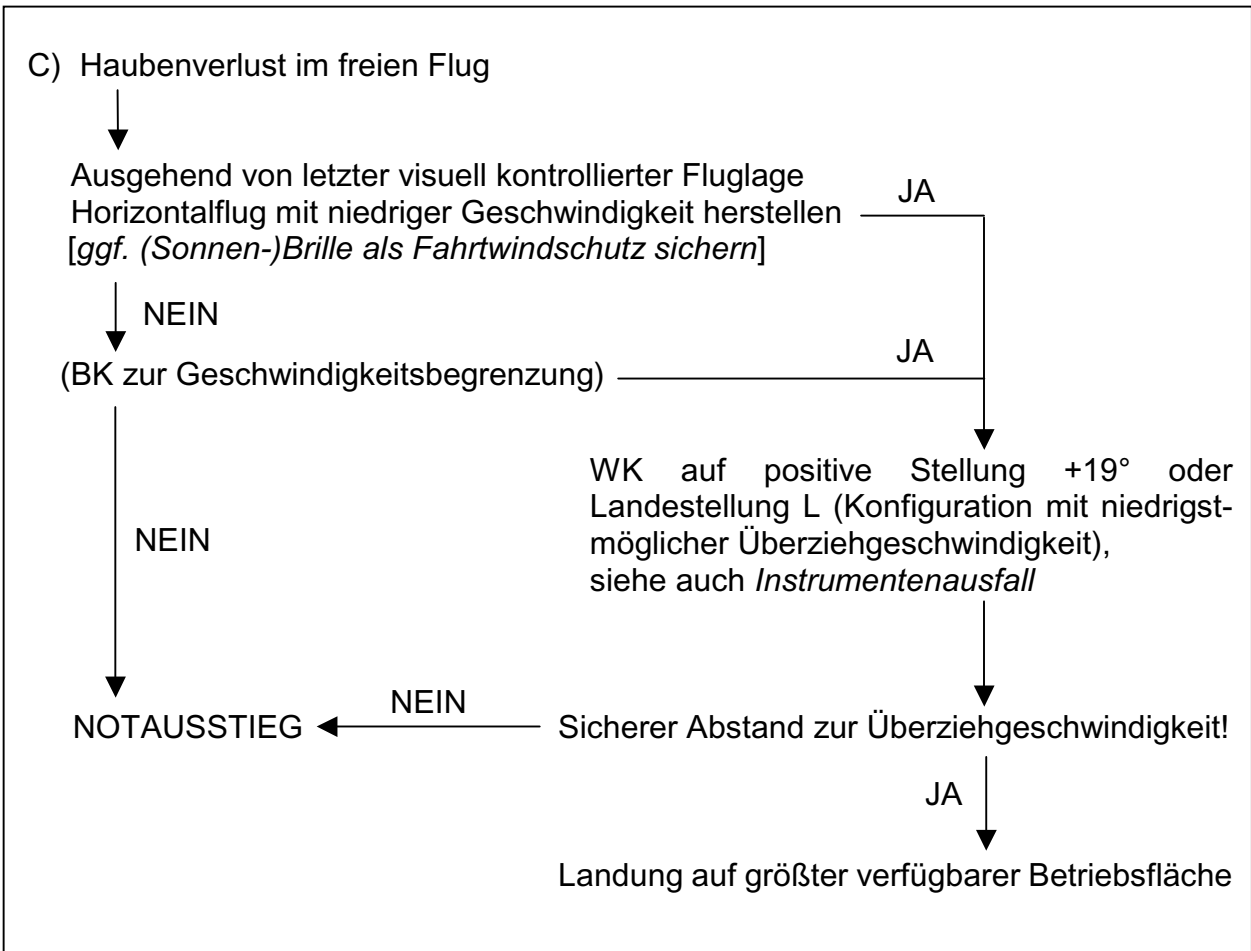 C) Haubenverlust im freien Flug
Ausgehend von letzter visuell kontrollierter Fluglage
Horizontalflug mit niedriger Geschwindigkeit herstellen
[ggf. (Sonnen-)Brille als Fahrtwindschutz sichern]
JA
NEIN
(BK zur Geschwindigkeitsbegrenzung)
JA
WK auf positive Stellung +19° oder
Landestellung L (Konfiguration mit niedrigst-
möglicher Überziehgeschwindigkeit),
siehe auch Instrumentenausfall
NEIN
NOTAUSSTIEG
NEIN
Sicherer Abstand zur Überziehgeschwindigkeit!
JA
Landung auf größter verfügbarer Betriebsfläche